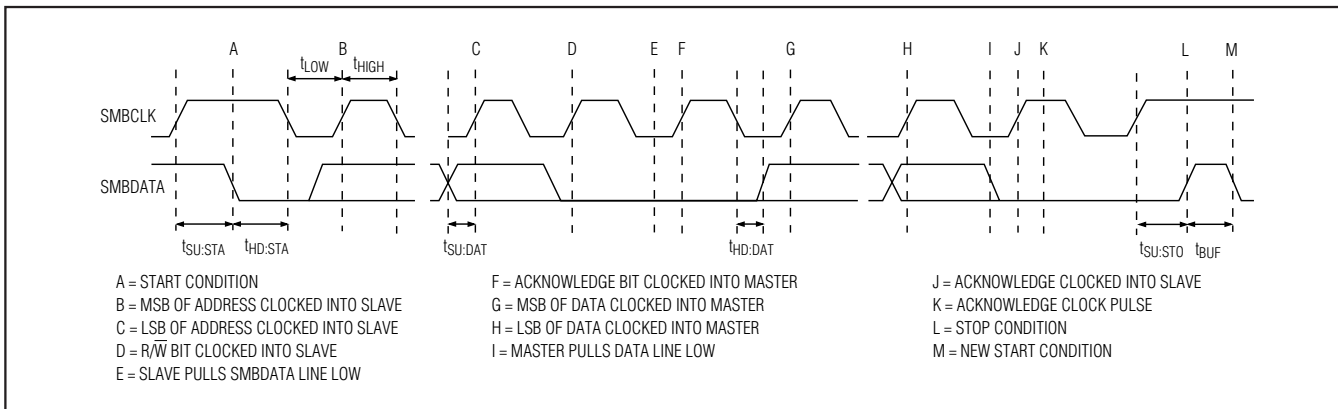 A B C D E F G H I J K L M
tLOW tHIGH
SMBCLK
SMBDATA
tSU:STA tHD:STA tSU:DAT tHD:DAT tSU:STO tBUF
A = START CONDITION
B = MSB OF ADDRESS CLOCKED INTO SLAVE
C = LSB OF ADDRESS CLOCKED INTO SLAVE
D = R/W̅ BIT CLOCKED INTO SLAVE
E = SLAVE PULLS SMBDATA LINE LOW
F = ACKNOWLEDGE BIT CLOCKED INTO MASTER
G = MSB OF DATA CLOCKED INTO MASTER
H = LSB OF DATA CLOCKED INTO MASTER
I = MASTER PULLS DATA LINE LOW
J = ACKNOWLEDGE CLOCKED INTO SLAVE
K = ACKNOWLEDGE CLOCK PULSE
L = STOP CONDITION
M = NEW START CONDITION